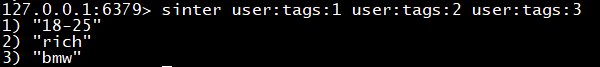 127.0.0.1:6379> sinter user:tags:1 user:tags:2 user:tags:3
1) "18-25"
2) "rich"
3) "bmw"